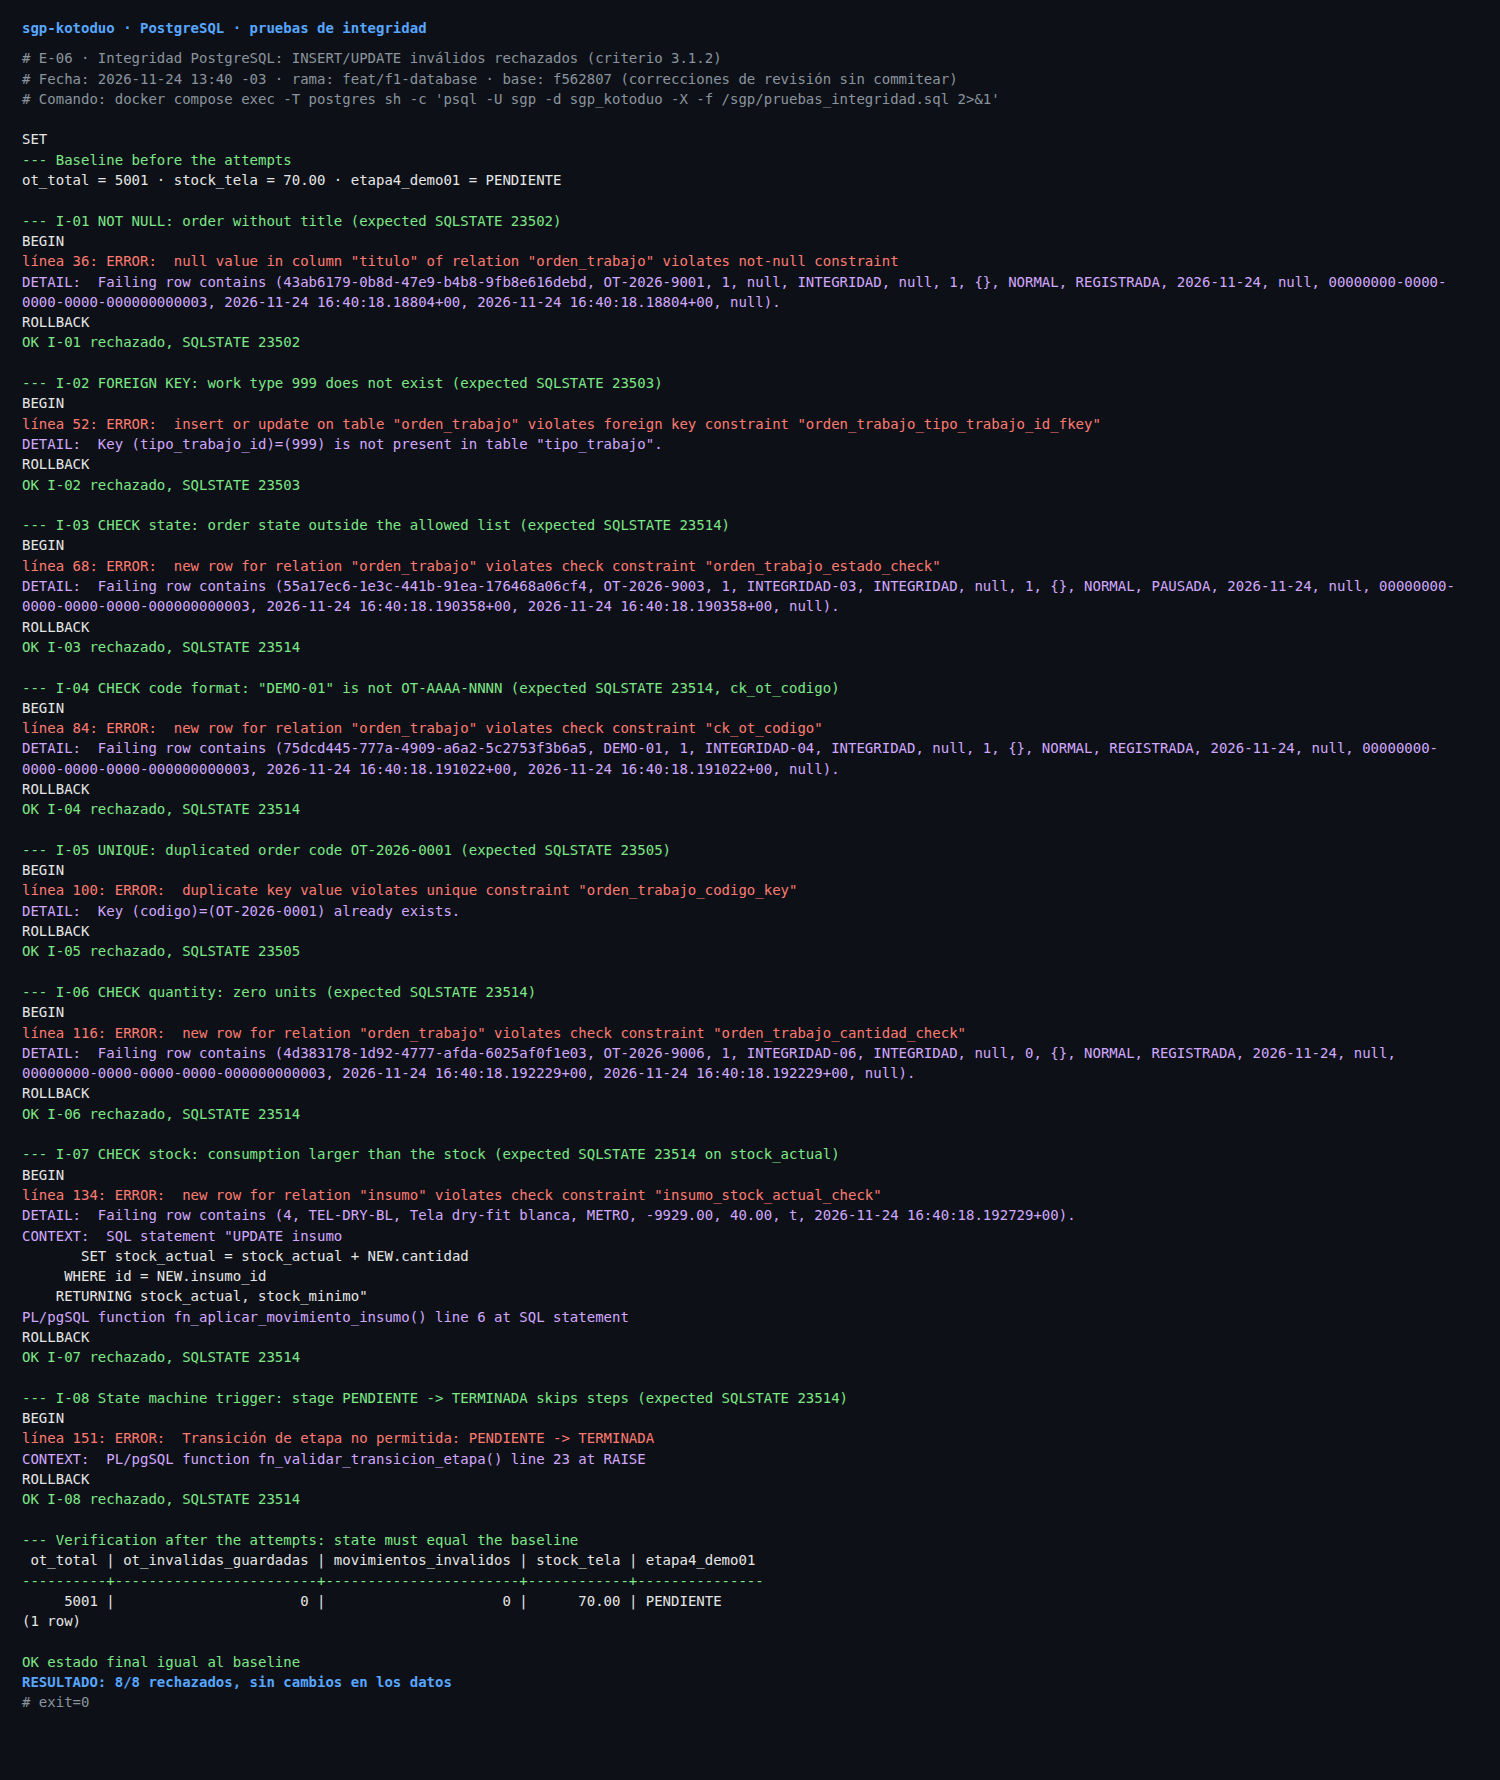 sgp-kotoduo · PostgreSQL · pruebas de integridad
# E-06 · Integridad PostgreSQL: INSERT/UPDATE inválidos rechazados (criterio 3.1.2)
# Fecha: 2026-11-24 13:40 -03 · rama: feat/f1-database · base: f562807 (correcciones de revisión sin commitear)
# Comando: docker compose exec -T postgres sh -c 'psql -U sgp -d sgp_kotoduo -X -f /sgp/pruebas_integridad.sql 2>&1'
SET
--- Baseline before the attempts
ot_total = 5001 · stock_tela = 70.00 · etapa4_demo01 = PENDIENTE
--- I-01 NOT NULL: order without title (expected SQLSTATE 23502)
BEGIN
línea 36: ERROR:  null value in column "titulo" of relation "orden_trabajo" violates not-null constraint
DETAIL:  Failing row contains (43ab6179-0b8d-47e9-b4b8-9fb8e616debd, OT-2026-9001, 1, null, INTEGRIDAD, null, 1, {}, NORMAL, REGISTRADA, 2026-11-24, null, 00000000-0000-
0000-0000-000000000003, 2026-11-24 16:40:18.18804+00, 2026-11-24 16:40:18.18804+00, null).
ROLLBACK
OK I-01 rechazado, SQLSTATE 23502
--- I-02 FOREIGN KEY: work type 999 does not exist (expected SQLSTATE 23503)
BEGIN
línea 52: ERROR:  insert or update on table "orden_trabajo" violates foreign key constraint "orden_trabajo_tipo_trabajo_id_fkey"
DETAIL:  Key (tipo_trabajo_id)=(999) is not present in table "tipo_trabajo".
ROLLBACK
OK I-02 rechazado, SQLSTATE 23503
--- I-03 CHECK state: order state outside the allowed list (expected SQLSTATE 23514)
BEGIN
línea 68: ERROR:  new row for relation "orden_trabajo" violates check constraint "orden_trabajo_estado_check"
DETAIL:  Failing row contains (55a17ec6-1e3c-441b-91ea-176468a06cf4, OT-2026-9003, 1, INTEGRIDAD-03, INTEGRIDAD, null, 1, {}, NORMAL, PAUSADA, 2026-11-24, null, 00000000-
0000-0000-0000-000000000003, 2026-11-24 16:40:18.190358+00, 2026-11-24 16:40:18.190358+00, null).
ROLLBACK
OK I-03 rechazado, SQLSTATE 23514
--- I-04 CHECK code format: "DEMO-01" is not OT-AAAA-NNNN (expected SQLSTATE 23514, ck_ot_codigo)
BEGIN
línea 84: ERROR:  new row for relation "orden_trabajo" violates check constraint "ck_ot_codigo"
DETAIL:  Failing row contains (75dcd445-777a-4909-a6a2-5c2753f3b6a5, DEMO-01, 1, INTEGRIDAD-04, INTEGRIDAD, null, 1, {}, NORMAL, REGISTRADA, 2026-11-24, null, 00000000-
0000-0000-0000-000000000003, 2026-11-24 16:40:18.191022+00, 2026-11-24 16:40:18.191022+00, null).
ROLLBACK
OK I-04 rechazado, SQLSTATE 23514
--- I-05 UNIQUE: duplicated order code OT-2026-0001 (expected SQLSTATE 23505)
BEGIN
línea 100: ERROR:  duplicate key value violates unique constraint "orden_trabajo_codigo_key"
DETAIL:  Key (codigo)=(OT-2026-0001) already exists.
ROLLBACK
OK I-05 rechazado, SQLSTATE 23505
--- I-06 CHECK quantity: zero units (expected SQLSTATE 23514)
BEGIN
línea 116: ERROR:  new row for relation "orden_trabajo" violates check constraint "orden_trabajo_cantidad_check"
DETAIL:  Failing row contains (4d383178-1d92-4777-afda-6025af0f1e03, OT-2026-9006, 1, INTEGRIDAD-06, INTEGRIDAD, null, 0, {}, NORMAL, REGISTRADA, 2026-11-24, null,
00000000-0000-0000-0000-000000000003, 2026-11-24 16:40:18.192229+00, 2026-11-24 16:40:18.192229+00, null).
ROLLBACK
OK I-06 rechazado, SQLSTATE 23514
--- I-07 CHECK stock: consumption larger than the stock (expected SQLSTATE 23514 on stock_actual)
BEGIN
línea 134: ERROR:  new row for relation "insumo" violates check constraint "insumo_stock_actual_check"
DETAIL:  Failing row contains (4, TEL-DRY-BL, Tela dry-fit blanca, METRO, -9929.00, 40.00, t, 2026-11-24 16:40:18.192729+00).
CONTEXT:  SQL statement "UPDATE insumo
       SET stock_actual = stock_actual + NEW.cantidad
     WHERE id = NEW.insumo_id
    RETURNING stock_actual, stock_minimo"
PL/pgSQL function fn_aplicar_movimiento_insumo() line 6 at SQL statement
ROLLBACK
OK I-07 rechazado, SQLSTATE 23514
--- I-08 State machine trigger: stage PENDIENTE -> TERMINADA skips steps (expected SQLSTATE 23514)
BEGIN
línea 151: ERROR:  Transición de etapa no permitida: PENDIENTE -> TERMINADA
CONTEXT:  PL/pgSQL function fn_validar_transicion_etapa() line 23 at RAISE
ROLLBACK
OK I-08 rechazado, SQLSTATE 23514
--- Verification after the attempts: state must equal the baseline
 ot_total | ot_invalidas_guardadas | movimientos_invalidos | stock_tela | etapa4_demo01
----------+------------------------+-----------------------+------------+---------------
     5001 |                      0 |                     0 |      70.00 | PENDIENTE
(1 row)
OK estado final igual al baseline
RESULTADO: 8/8 rechazados, sin cambios en los datos
# exit=0